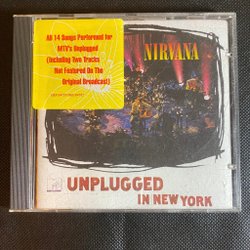 All 14 Songs Performed for
MTV's Unplugged
(Including Two Tracks
Not Featured On The
Original Broadcast)
NIRVANA
UNPLUGGED
IN NEW YORK